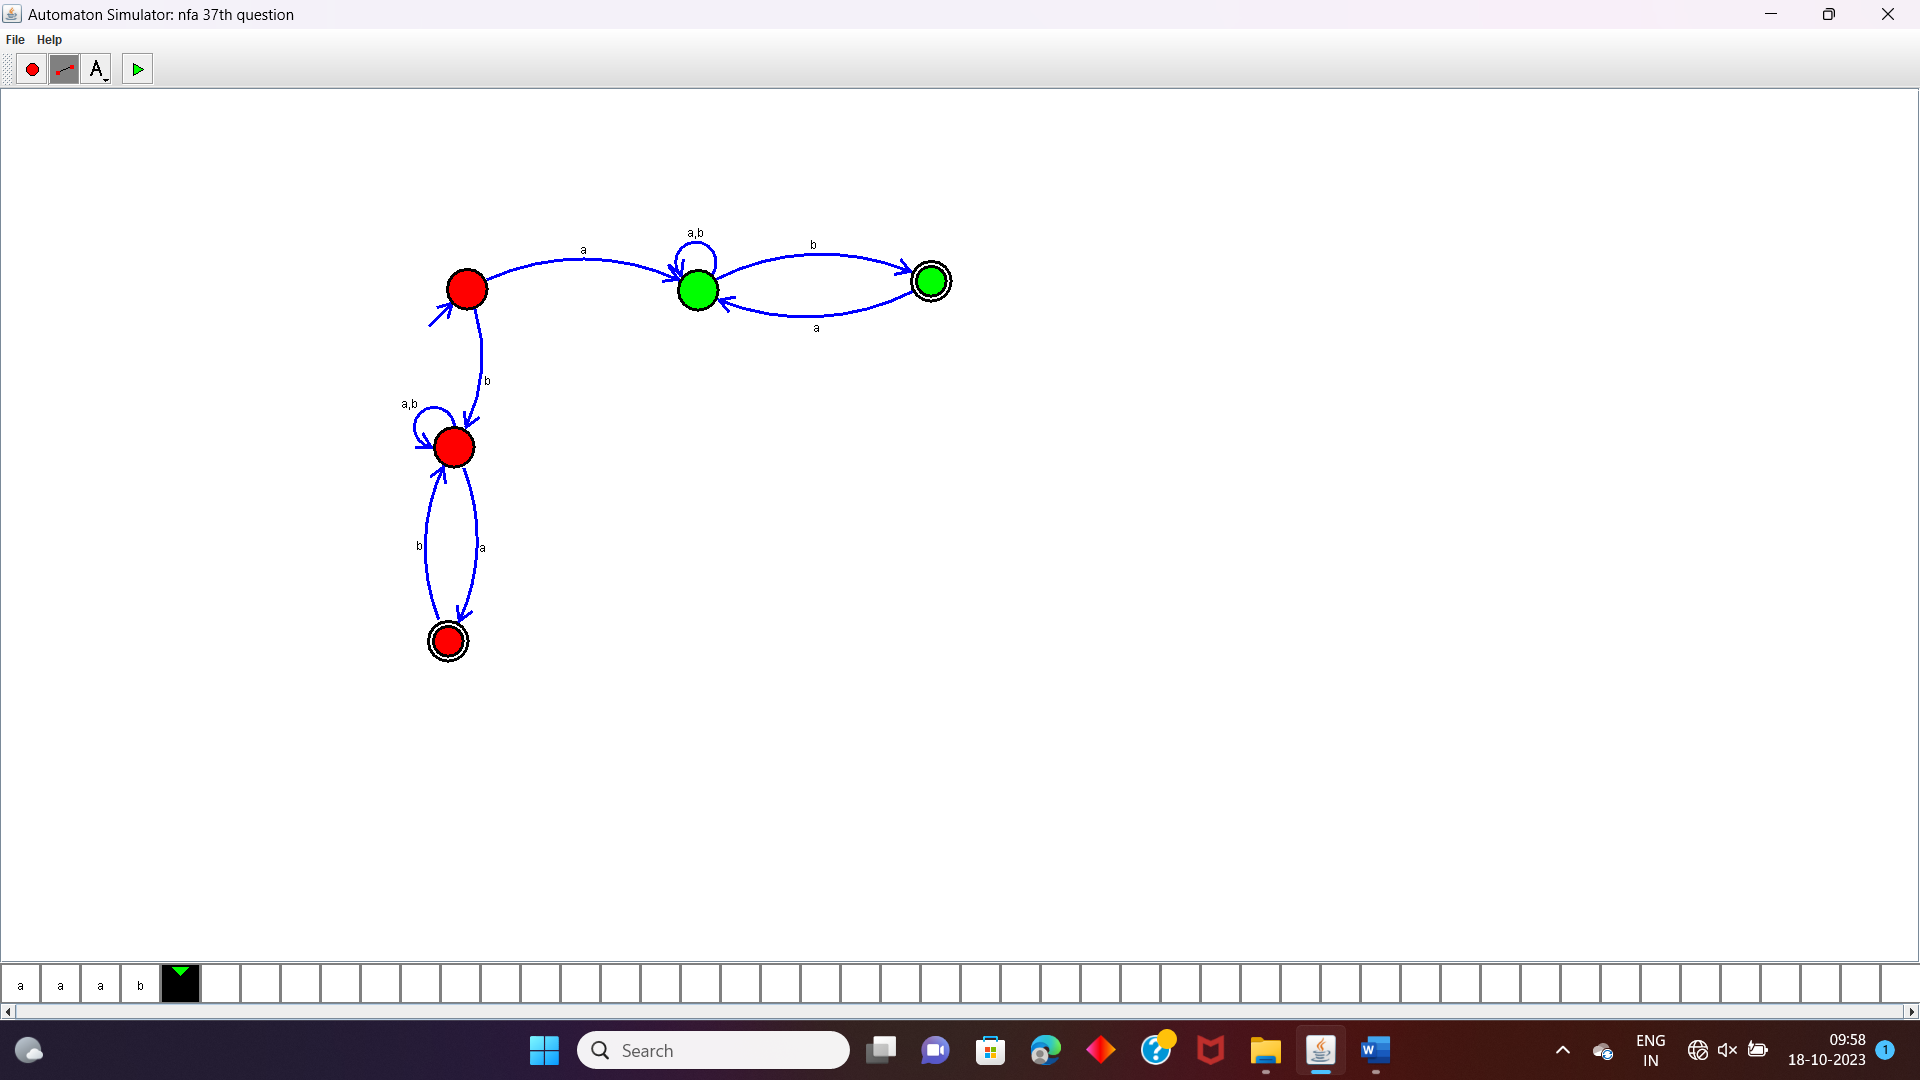 Automaton Simulator: nfa 37th question
File Help
A
a,b
a
b
a
b
a,b
b
a
a a a b
Search
ENG
IN
09:58
18-10-2023
1